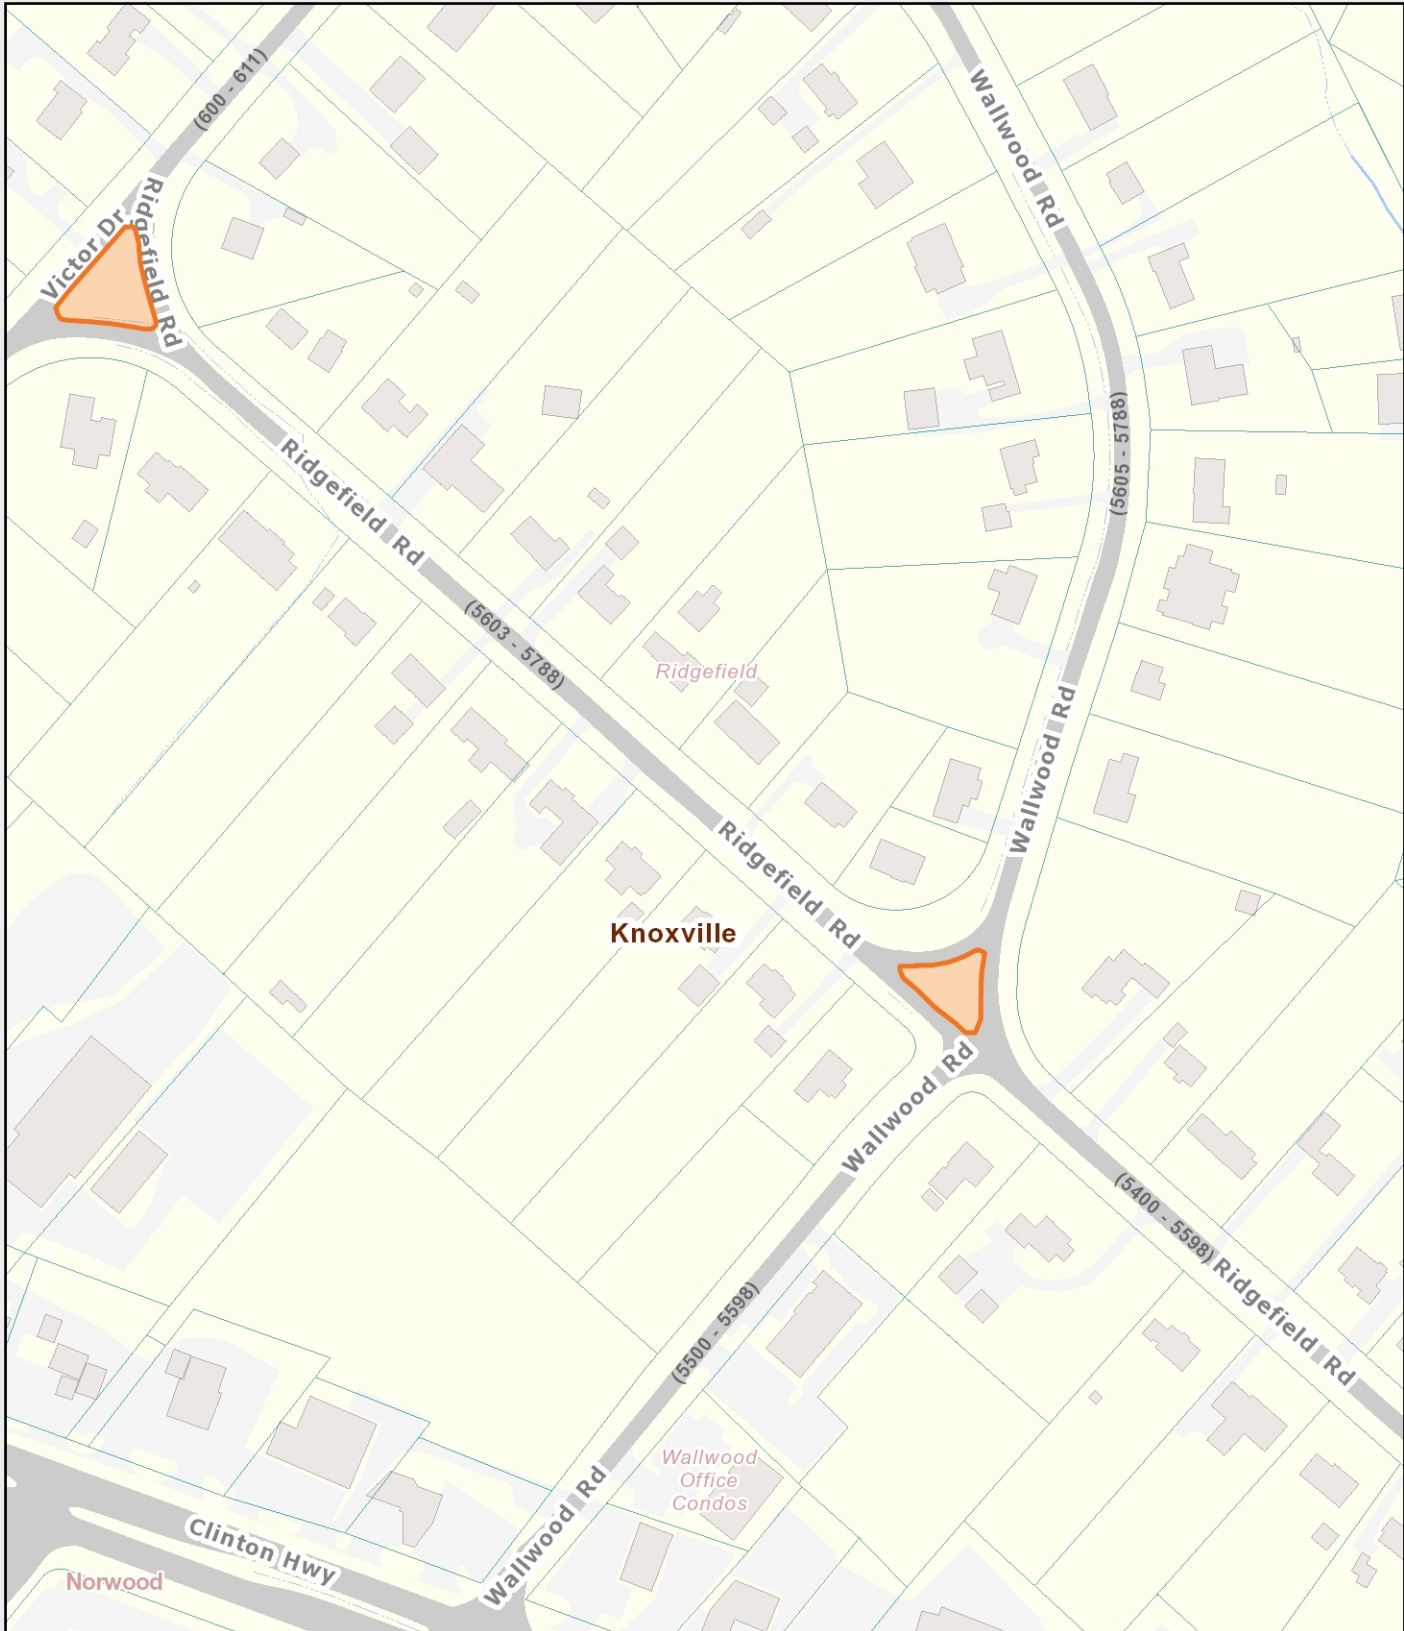 (600 - 611)
Wallwood Rd
Victor Dr
Ridgefield Rd
Ridgefield Rd
(5605 - 5788)
(5603 - 5788)
Ridgefield
Wallwood Rd
Ridgefield Rd
Knoxville
Wallwood Rd
(5400 - 5598)
Ridgefield Rd
(5500 - 5598)
Wallwood
Office
Condos
Wallwood Rd
Clinton Hwy
Norwood